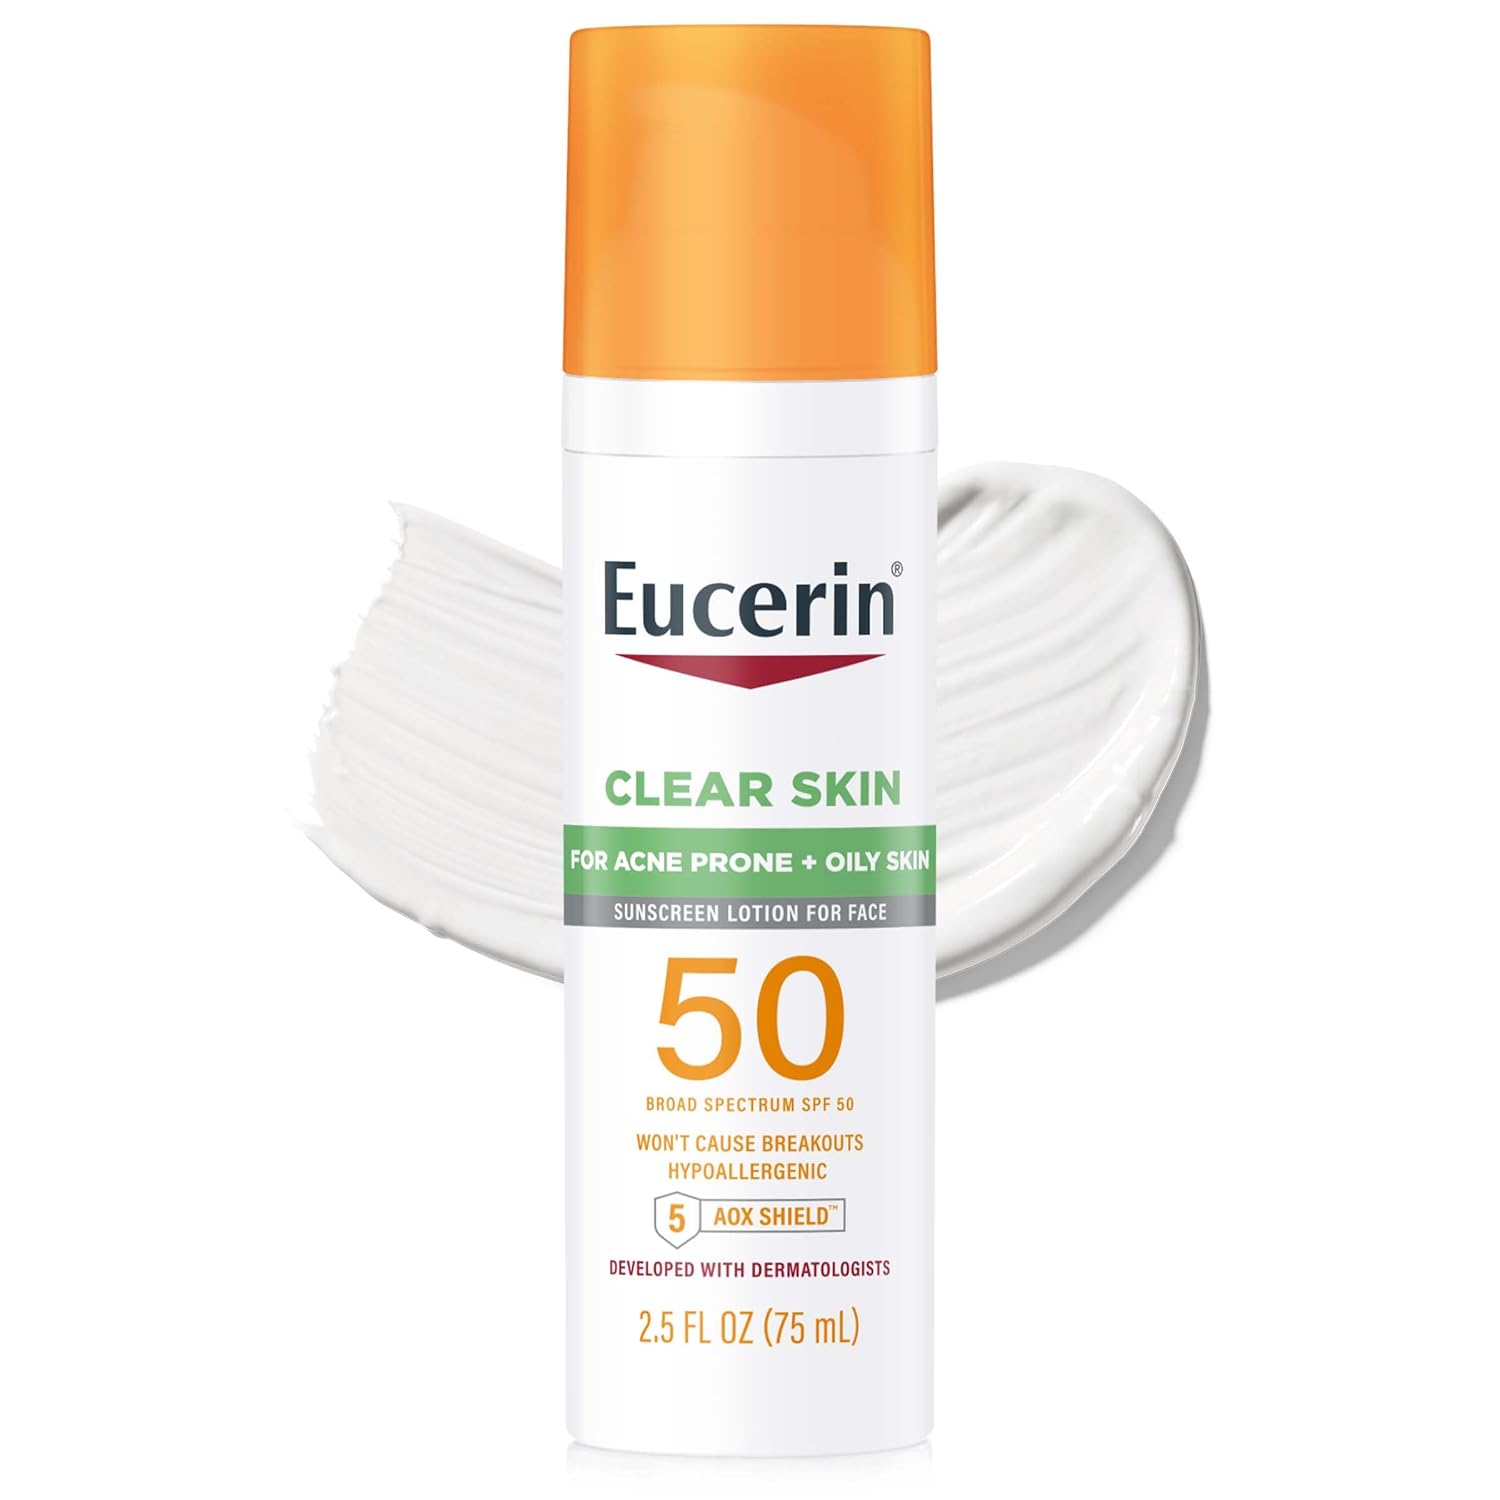 Eucerin®
CLEAR SKIN
FOR ACNE PRONE + OILY SKIN
SUNSCREEN LOTION FOR FACE
50
BROAD SPECTRUM SPF 50
WON'T CAUSE BREAKOUTS
HYPOALLERGENIC
5 AOX SHIELD™
DEVELOPED WITH DERMATOLOGISTS
2.5 FL OZ (75 mL)